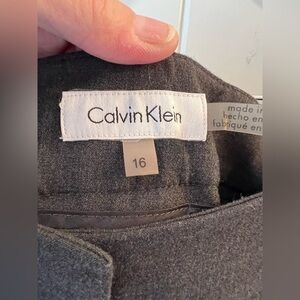 Calvin Klein
16
made in
hecho en
fabriqué en